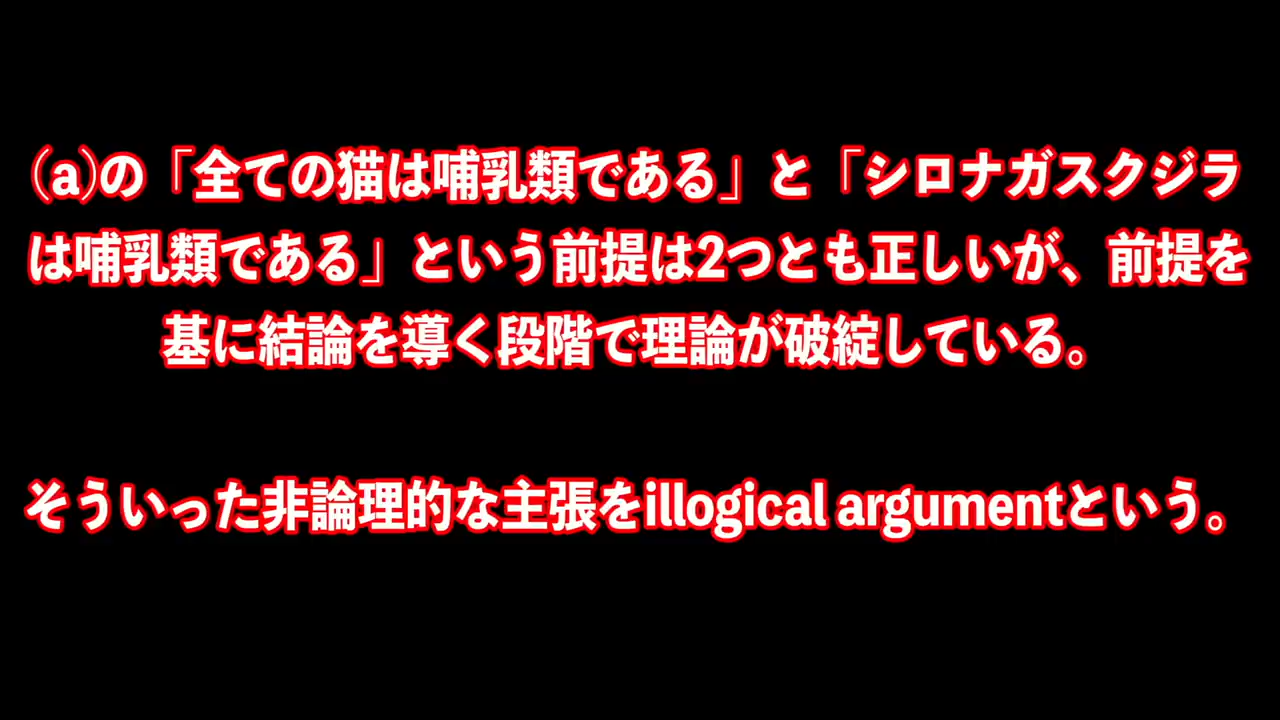 (a)の「全ての猫は哺乳類である」と「シロナガスクジラ
は哺乳類である」という前提は2つとも正しいが、前提を
基に結論を導く段階で理論が破綻している。
そういった非論理的な主張をillogical argumentという。